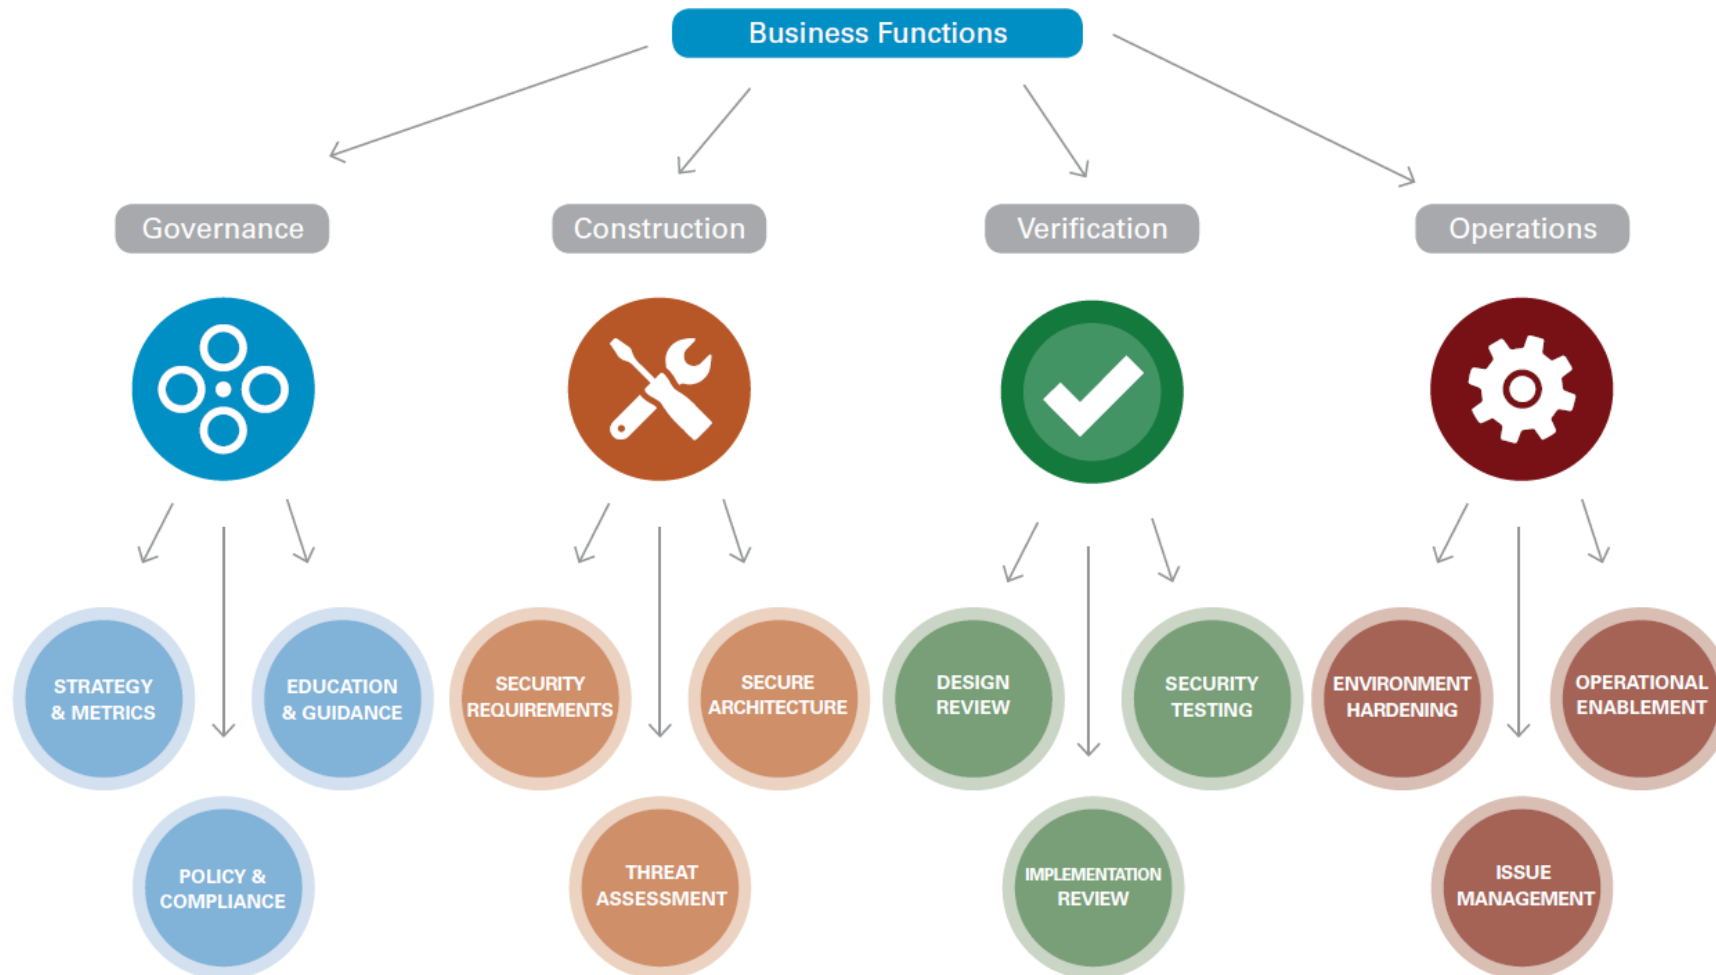 Business Functions
Governance
Construction
Verification
Operations
STRATEGY
& METRICS
EDUCATION
& GUIDANCE
POLICY &
COMPLIANCE
SECURITY
REQUIREMENTS
SECURE
ARCHITECTURE
THREAT
ASSESSMENT
DESIGN
REVIEW
SECURITY
TESTING
IMPLEMENTATION
REVIEW
ENVIRONMENT
HARDENING
OPERATIONAL
ENABLEMENT
ISSUE
MANAGEMENT